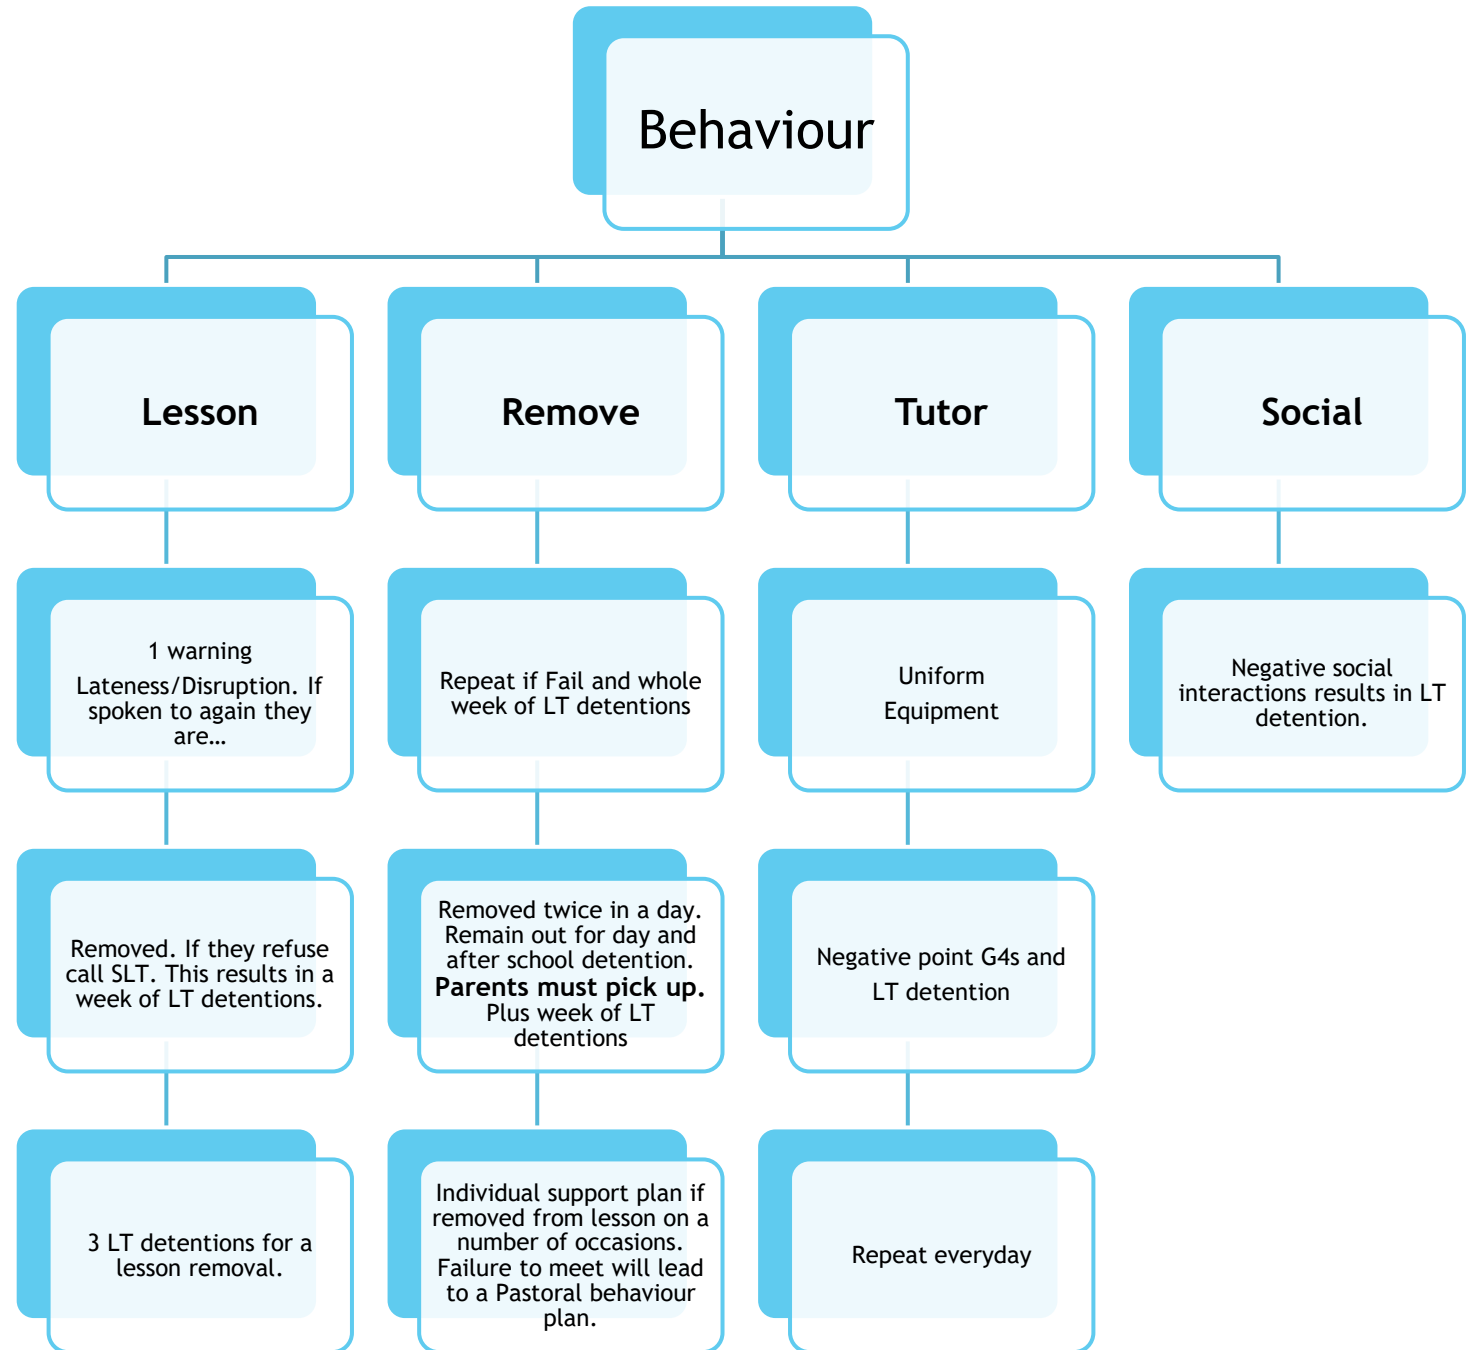 Behaviour
Lesson
Remove
Tutor
Social
1 warning
Lateness/Disruption. If
spoken to again they
are…
Repeat if Fail and whole
week of LT detentions
Uniform
Equipment
Negative social
interactions results in LT
detention.
Removed. If they refuse
call SLT. This results in a
week of LT detentions.
Removed twice in a day.
Remain out for day and
after school detention.
Parents must pick up.
Plus week of LT
detentions
Negative point G4s and
LT detention
3 LT detentions for a
lesson removal.
Individual support plan if
removed from lesson on a
number of occasions.
Failure to meet will lead
to a Pastoral behaviour
plan.
Repeat everyday